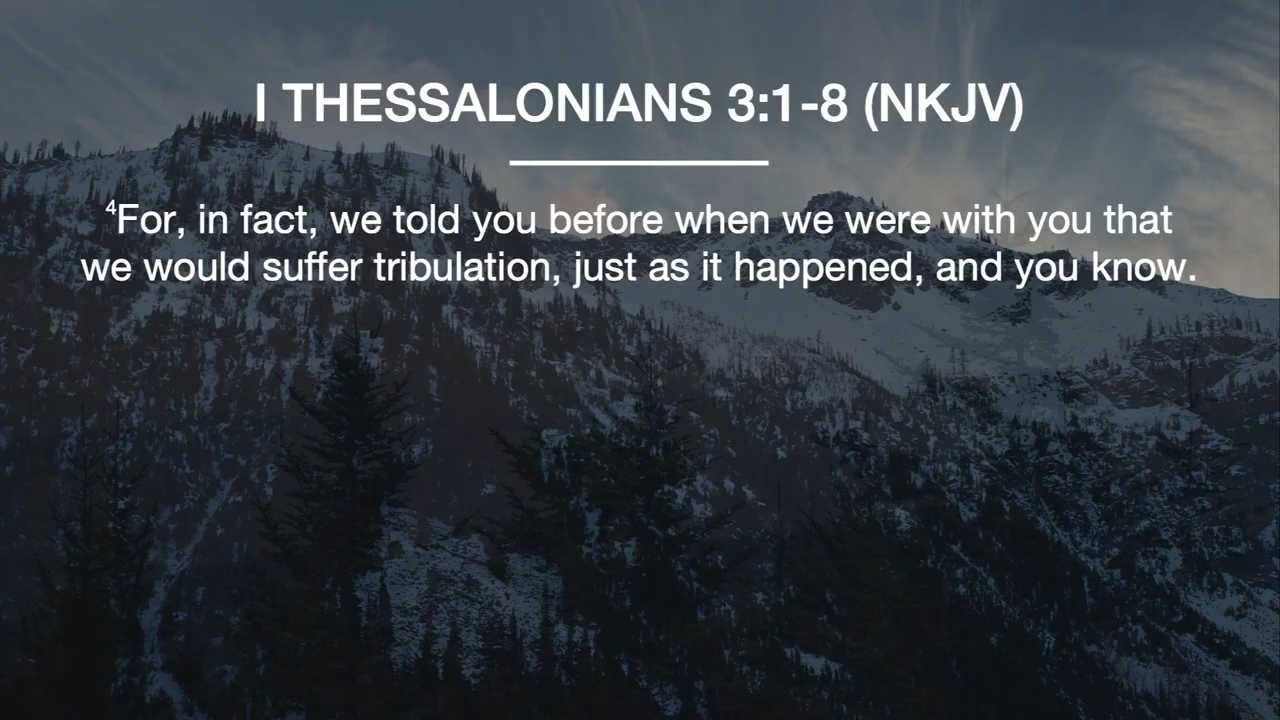 I THESSALONIANS 3:1-8 (NKJV)
⁴For, in fact, we told you before when we were with you that
we would suffer tribulation, just as it happened, and you know.